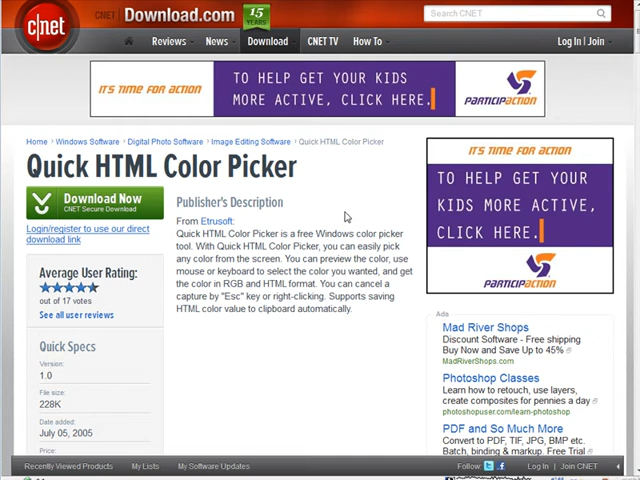 c|net
CNET Download.com 15 YEARS
Search CNET
Reviews News Download CNET TV How To Log In | Join
IT'S TIME FOR ACTION
TO HELP GET YOUR KIDS
MORE ACTIVE, CLICK HERE.
PARTICIPACTION
Home › Windows Software › Digital Photo Software › Image Editing Software › Quick HTML Color Picker
Quick HTML Color Picker
Download Now
CNET Secure Download
Login/register to use our direct
download link
Average User Rating:
out of 17 votes
See all user reviews
Quick Specs
Version:
1.0
File size:
228K
Date added:
July 05, 2005
Price:
Publisher's Description
From Etrusoft:
Quick HTML Color Picker is a free Windows color picker
tool. With Quick HTML Color Picker, you can easily pick
any color from the screen. You can preview the color, use
mouse or keyboard to select the color you wanted, and get
the color in RGB and HTML format. You can cancel a
capture by "Esc" key or right-clicking. Supports saving
HTML color value to clipboard automatically.
IT'S TIME FOR ACTION
TO HELP GET YOUR
KIDS MORE ACTIVE,
CLICK HERE.
PARTICIPACTION
Ads
Mad River Shops
Discount Software - Free shipping
Buy Now and Save Up to 45%
MadRiverShops.com
Photoshop Classes
Learn how to retouch, use layers,
create composites for pennies a day
photoshopuser.com/learn-photoshop
PDF and So Much More
Convert to PDF, TIF, JPG, BMP etc.
Batch, binding & markup. Free Trial
Recently Viewed Products My Lists My Software Updates Follow: Log In | Join CNET